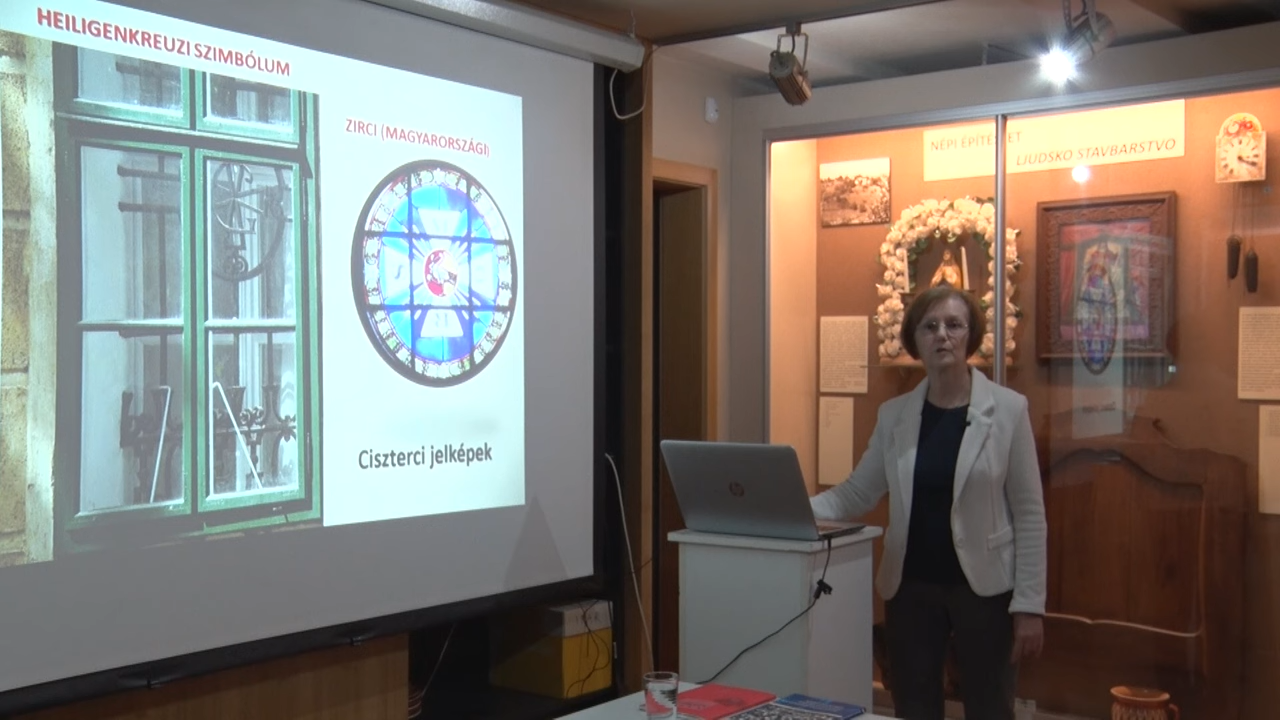 HEILIGENKREUZI SZIMBÓLUM
ZIRCI (MAGYARORSZÁGI)
Ciszterci jelképek
NÉPI ÉPÍTÉSZET
LJUDSKO STAVBARSTVO